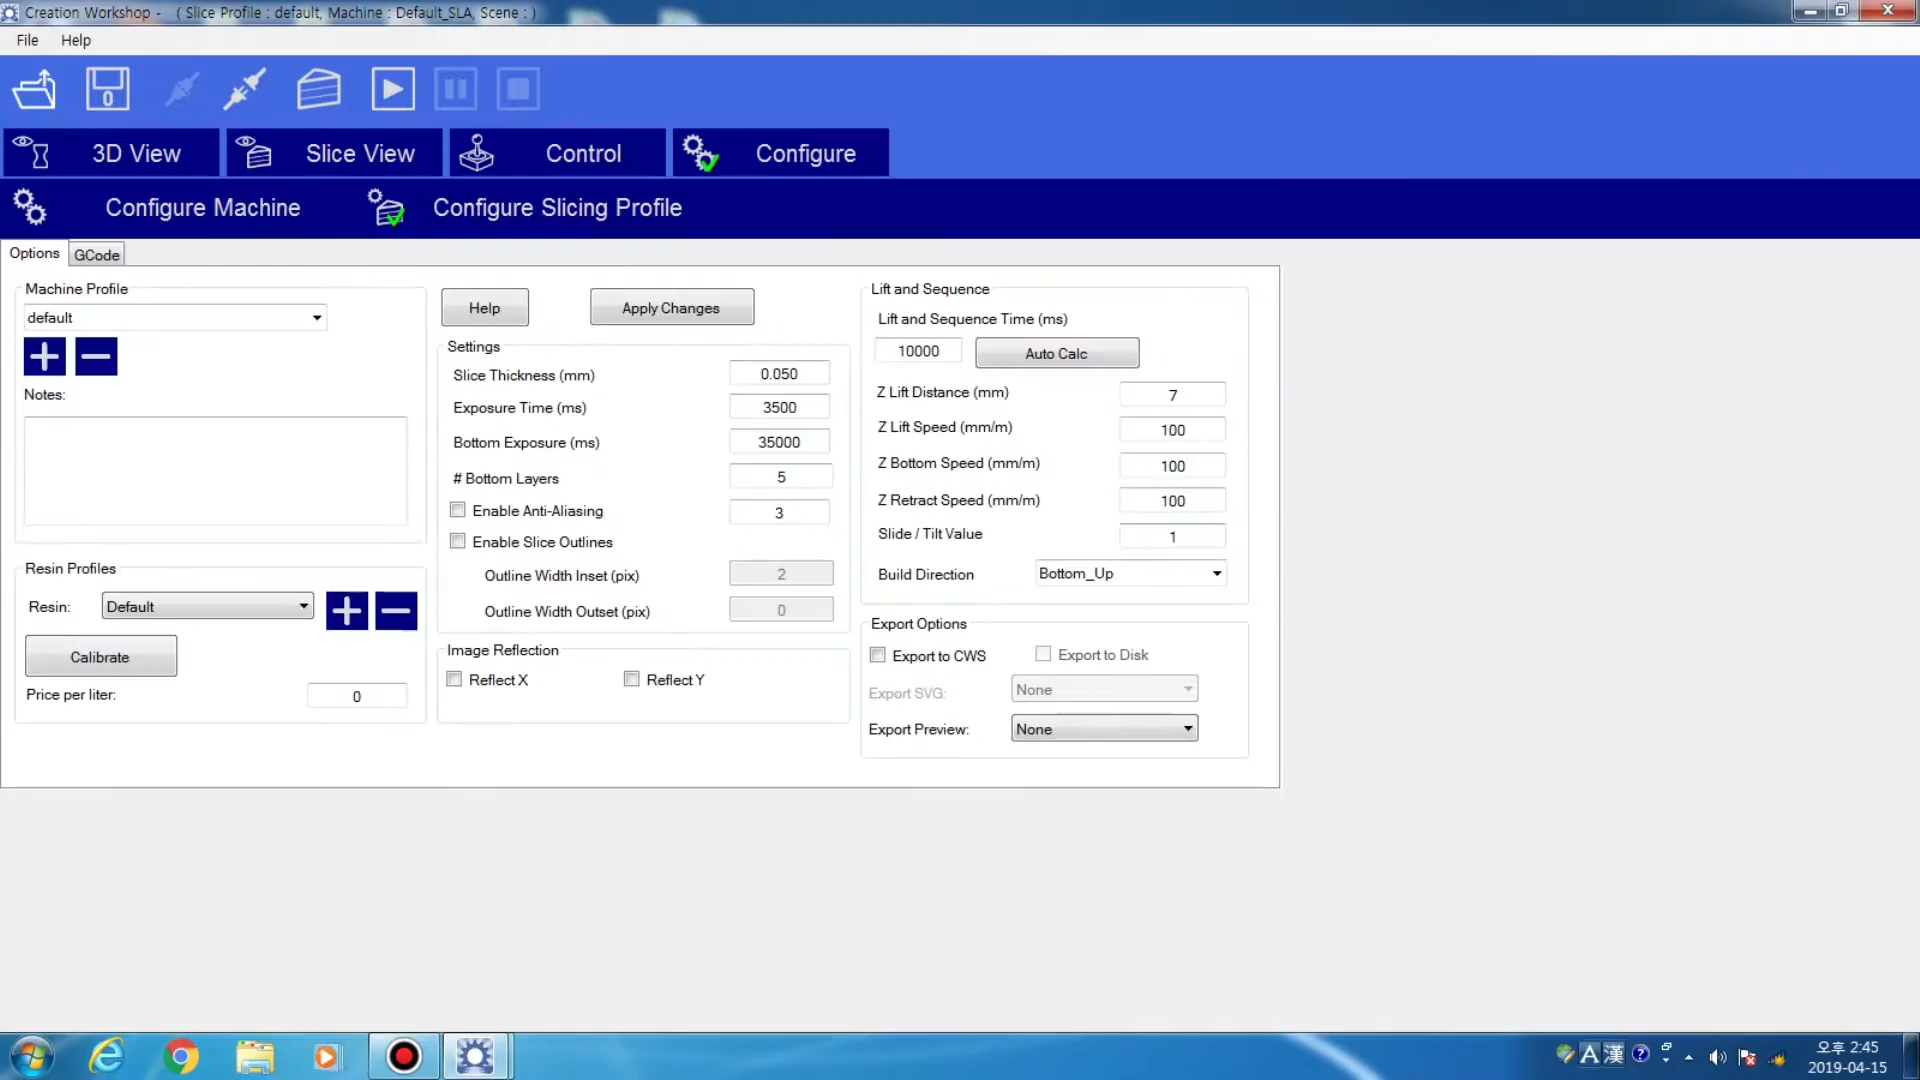 Creation Workshop -   ( Slice Profile : default, Machine : Default_SLA, Scene : )
File Help
0
3D View Slice View Control Configure
Configure Machine Configure Slicing Profile
Options GCode
Machine Profile
default
Notes:
Resin Profiles
Resin: Default
Calibrate
Price per liter: 0
Help Apply Changes
Settings
Slice Thickness (mm) 0.050
Exposure Time (ms) 3500
Bottom Exposure (ms) 35000
# Bottom Layers 5
Enable Anti-Aliasing 3
Enable Slice Outlines
Outline Width Inset (pix) 2
Outline Width Outset (pix) 0
Image Reflection
Reflect X Reflect Y
Lift and Sequence
Lift and Sequence Time (ms)
10000 Auto Calc
Z Lift Distance (mm) 7
Z Lift Speed (mm/m) 100
Z Bottom Speed (mm/m) 100
Z Retract Speed (mm/m) 100
Slide / Tilt Value 1
Build Direction Bottom_Up
Export Options
Export to CWS Export to Disk
Export SVG: None
Export Preview: None
A 漢 ?
오후 2:45
2019-04-15